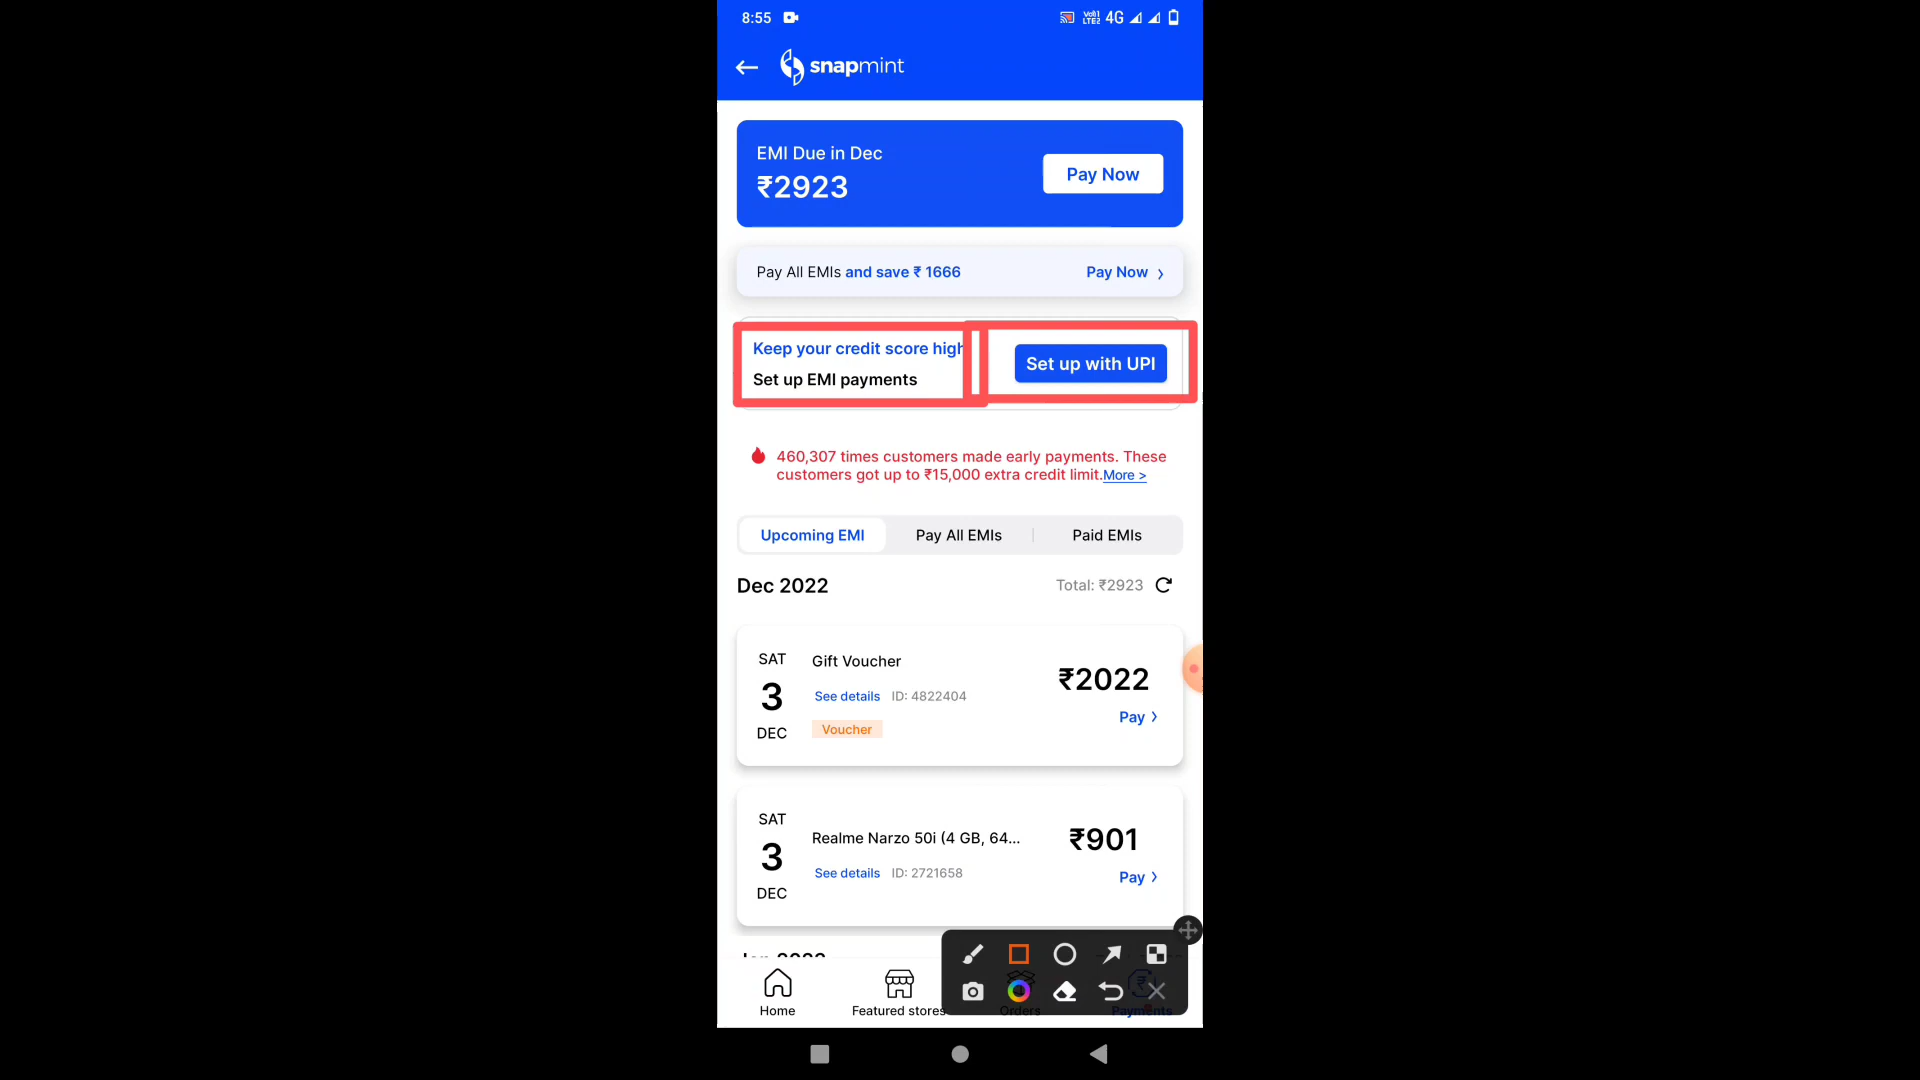 8:55
Vo)) LTE2 4G
snapmint
EMI Due in Dec
₹2923
Pay Now
Pay All EMIs and save ₹ 1666
Pay Now >
Keep your credit score high
Set up EMI payments
Set up with UPI
460,307 times customers made early payments. These
customers got up to ₹15,000 extra credit limit.More >
Upcoming EMI
Pay All EMIs
Paid EMIs
Dec 2022
Total: ₹2923
SAT
3
DEC
Gift Voucher
See details ID: 4822404
Voucher
₹2022
Pay >
SAT
3
DEC
Realme Narzo 50i (4 GB, 64...
See details ID: 2721658
₹901
Pay >
Home
Featured stores
Orders
Payments